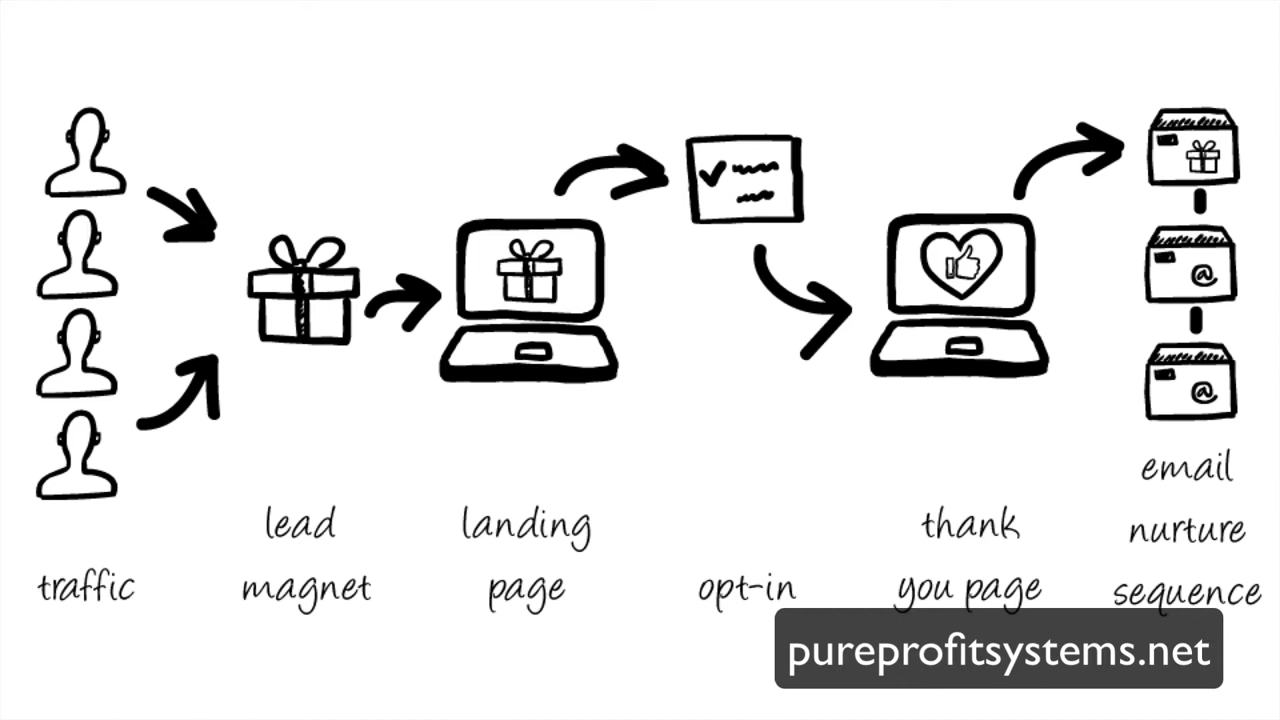 traffic
lead
magnet
landing
page
opt-in
thank
you page
email
nurture
sequence
@
@
pureprofitsystems.net